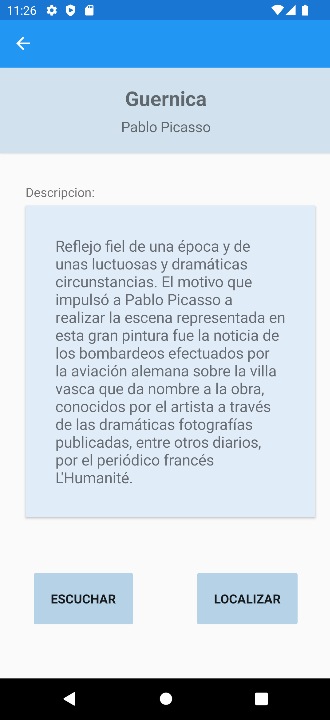 11:26
Guernica
Pablo Picasso
Descripcion:
Reflejo fiel de una época y de
unas luctuosas y dramáticas
circunstancias. El motivo que
impulsó a Pablo Picasso a
realizar la escena representada en
esta gran pintura fue la noticia de
los bombardeos efectuados por
la aviación alemana sobre la villa
vasca que da nombre a la obra,
conocidos por el artista a través
de las dramáticas fotografías
publicadas, entre otros diarios,
por el periódico francés
L'Humanité.
ESCUCHAR
LOCALIZAR